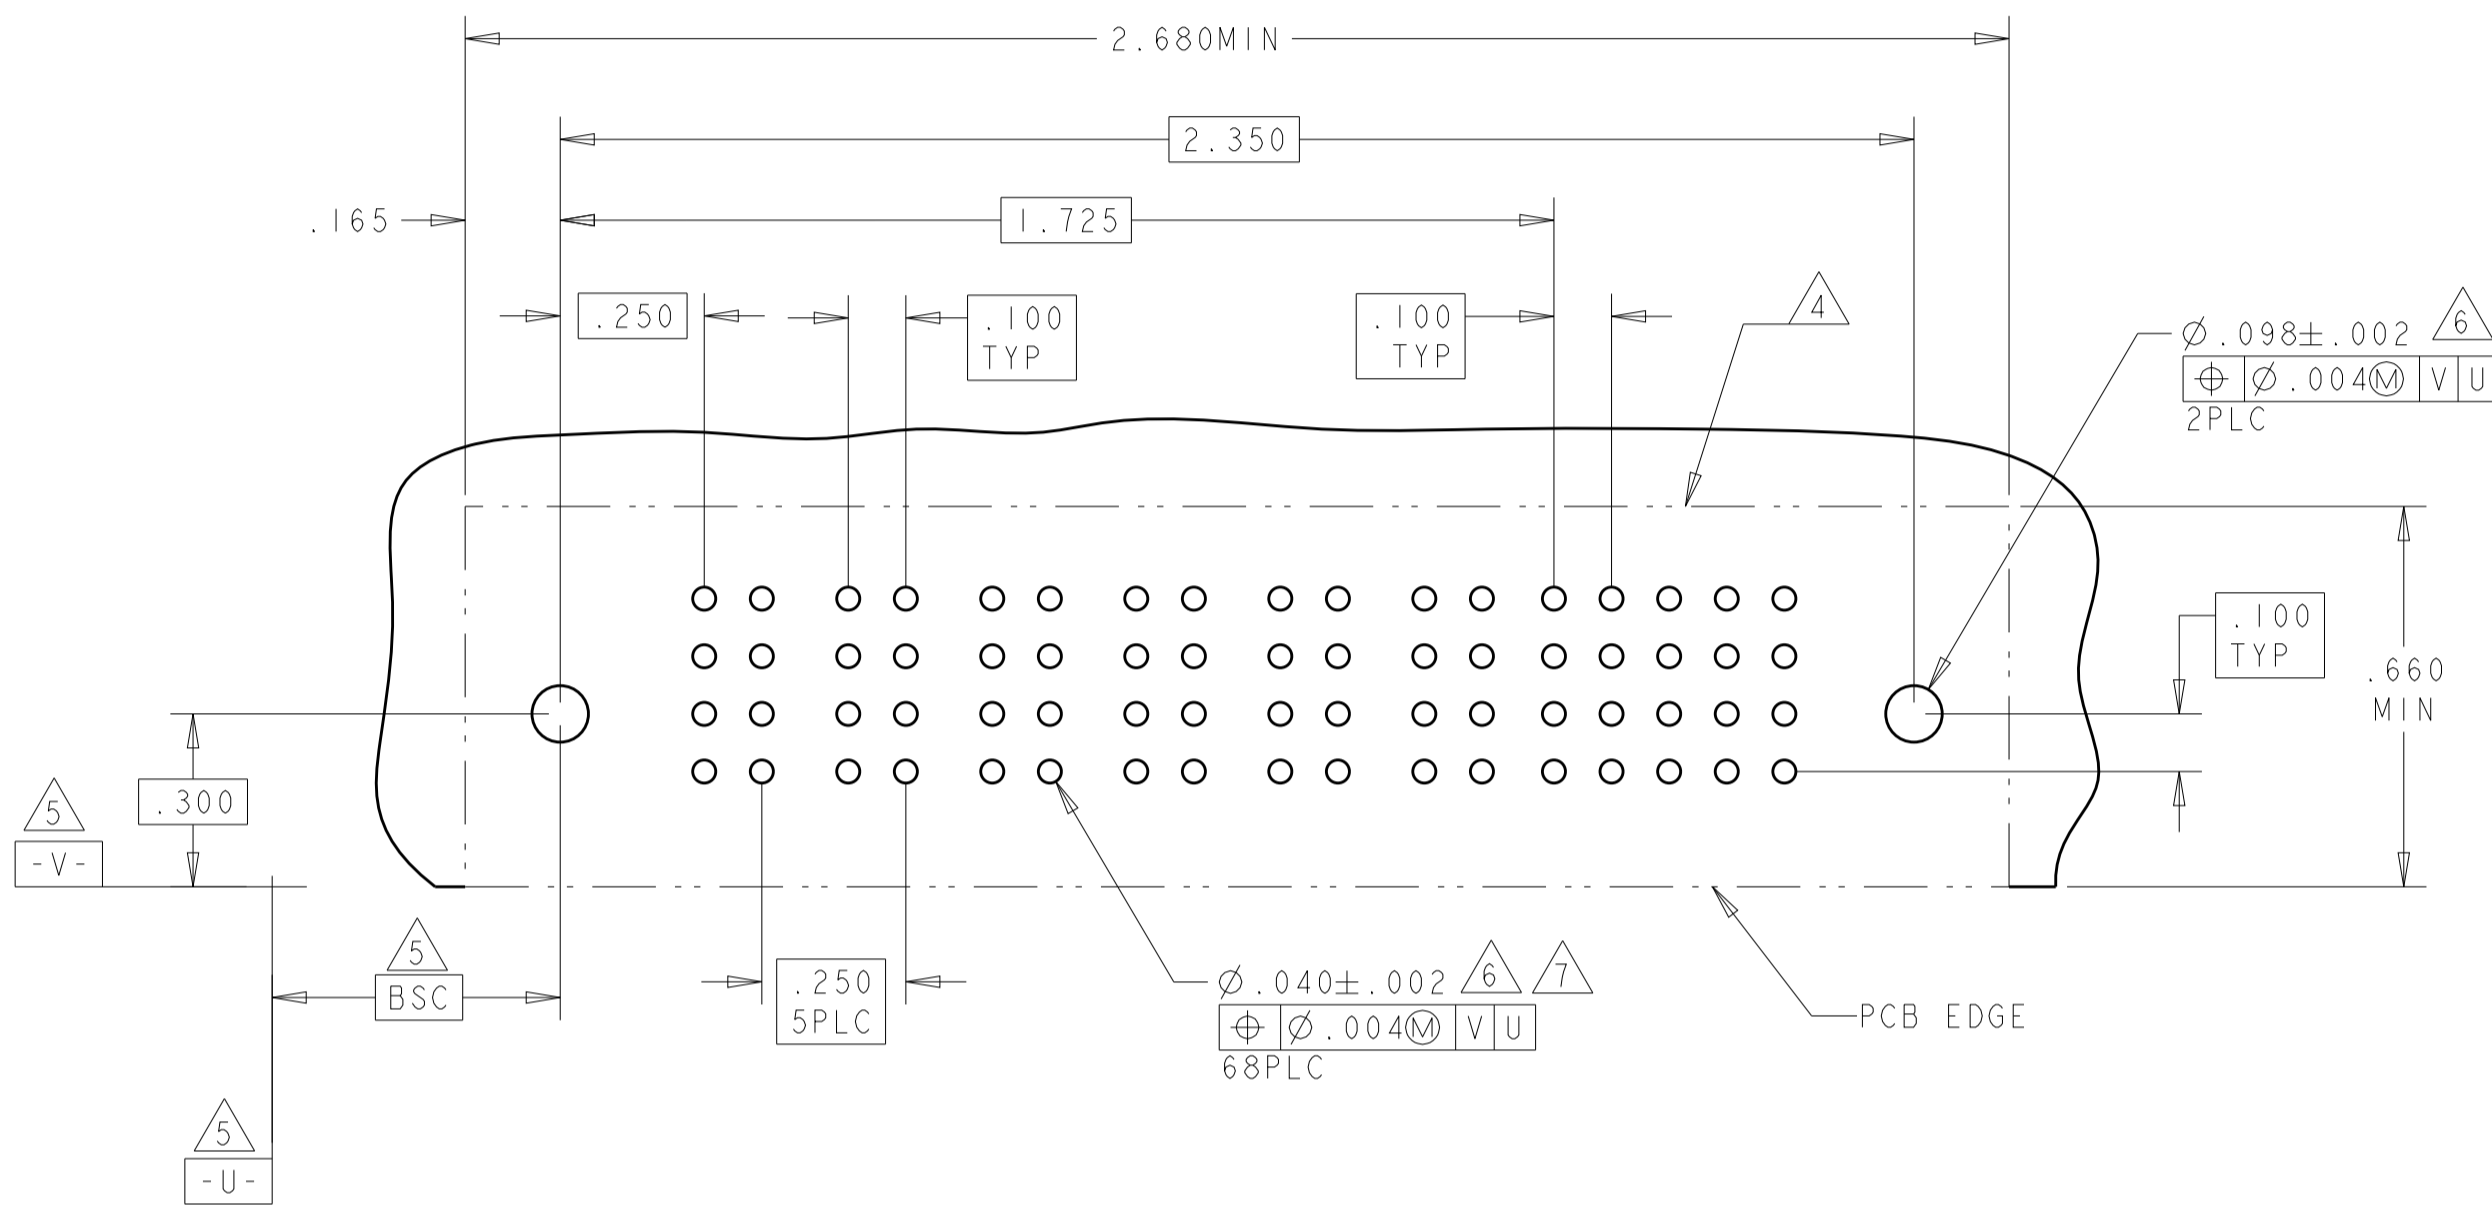 2.680MIN
2.350
.165
1.725
.250
.100
TYP
.100
TYP
4
Ø.098±.002
6
⌖ Ø.004Ⓜ V U
2PLC
.100
TYP
.660
MIN
5
.300
-V-
5
BSC
.250
5PLC
Ø.040±.002
6
7
⌖ Ø.004Ⓜ V U
68PLC
PCB EDGE
5
-U-